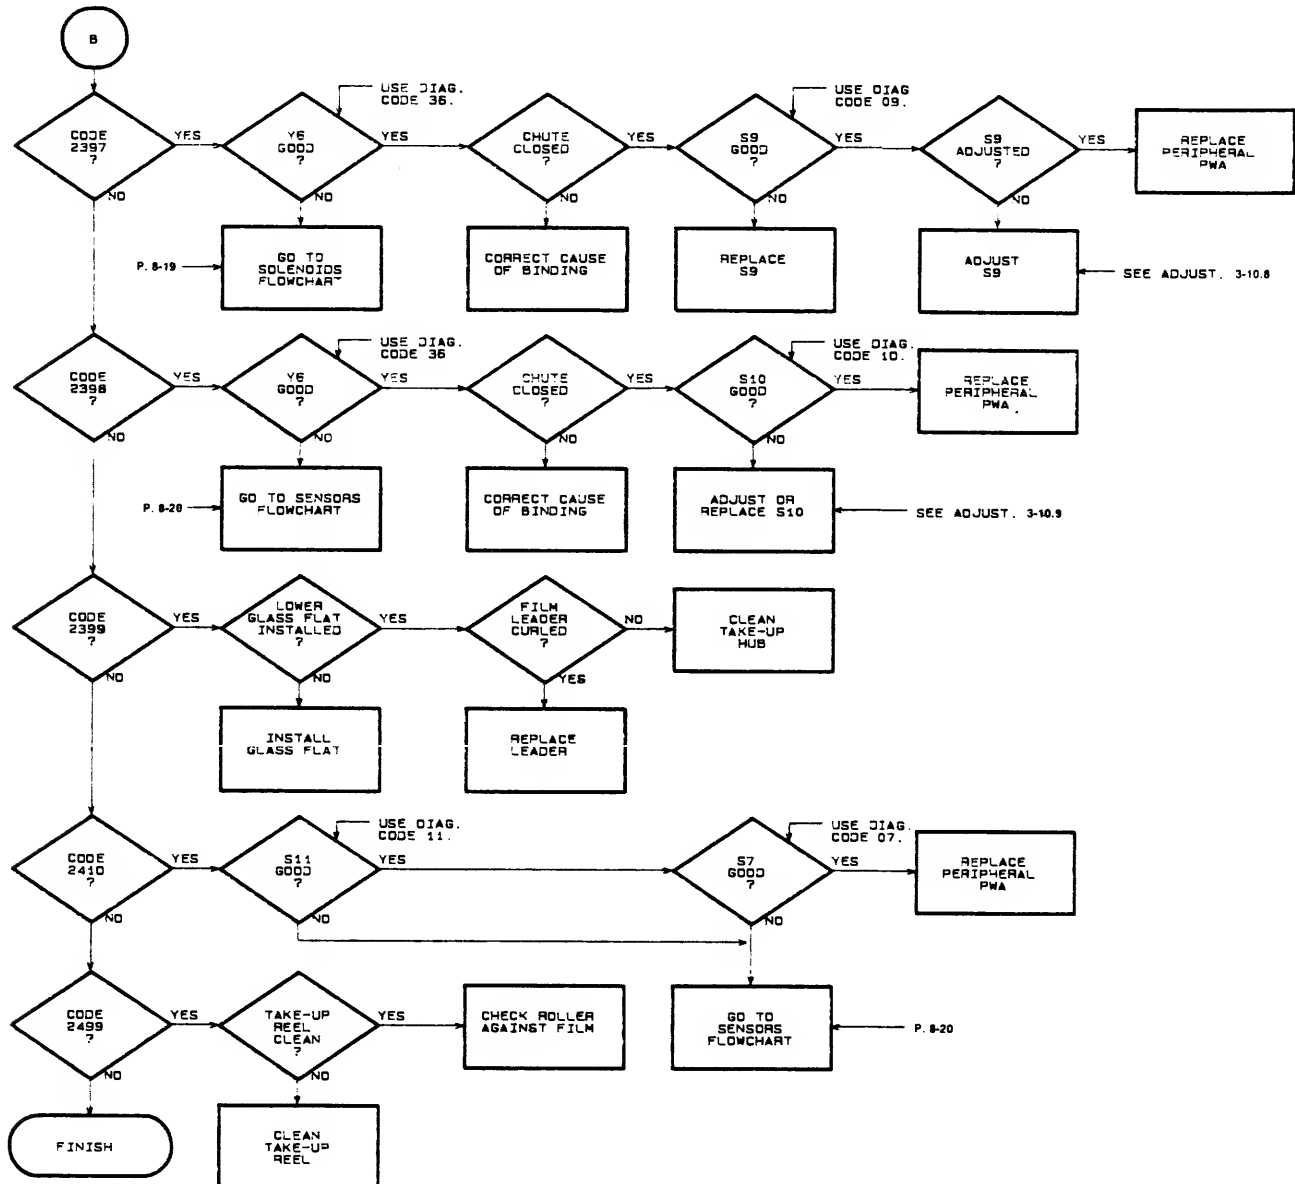 B
USE DIAG.
CODE 36.
USE DIAG
CODE 09.
CODE
2397
?
YES
NO
Y6
GOOD
?
YES
NO
CHUTE
CLOSED
?
YES
NO
S9
GOOD
?
YES
NO
S9
ADJUSTED
?
YES
NO
REPLACE
PERIPHERAL
PWA
P. 8-19
GO TO
SOLENOIDS
FLOWCHART
CORRECT CAUSE
OF BINDING
REPLACE
S9
ADJUST
S9
SEE ADJUST. 3-10.8
USE DIAG.
CODE 36
USE DIAG.
CODE 10.
CODE
2398
?
YES
NO
Y6
GOOD
?
YES
NO
CHUTE
CLOSED
?
YES
NO
S10
GOOD
?
YES
NO
REPLACE
PERIPHERAL
PWA
P. 8-20
GO TO SENSORS
FLOWCHART
CORRECT CAUSE
OF BINDING
ADJUST OR
REPLACE S10
SEE ADJUST. 3-10.9
CODE
2399
?
YES
NO
LOWER
GLASS FLAT
INSTALLED
?
YES
NO
FILM
LEADER
CURLED
?
NO
YES
CLEAN
TAKE-UP
HUB
INSTALL
GLASS FLAT
REPLACE
LEADER
USE DIAG.
CODE 11.
USE DIAG.
CODE 07.
CODE
2410
?
YES
NO
S11
GOOD
?
YES
NO
S7
GOOD
?
YES
NO
REPLACE
PERIPHERAL
PWA
CODE
2499
?
YES
NO
TAKE-UP
REEL
CLEAN
?
YES
NO
CHECK ROLLER
AGAINST FILM
GO TO
SENSORS
FLOWCHART
P. 8-20
FINISH
CLEAN
TAKE-UP
REEL